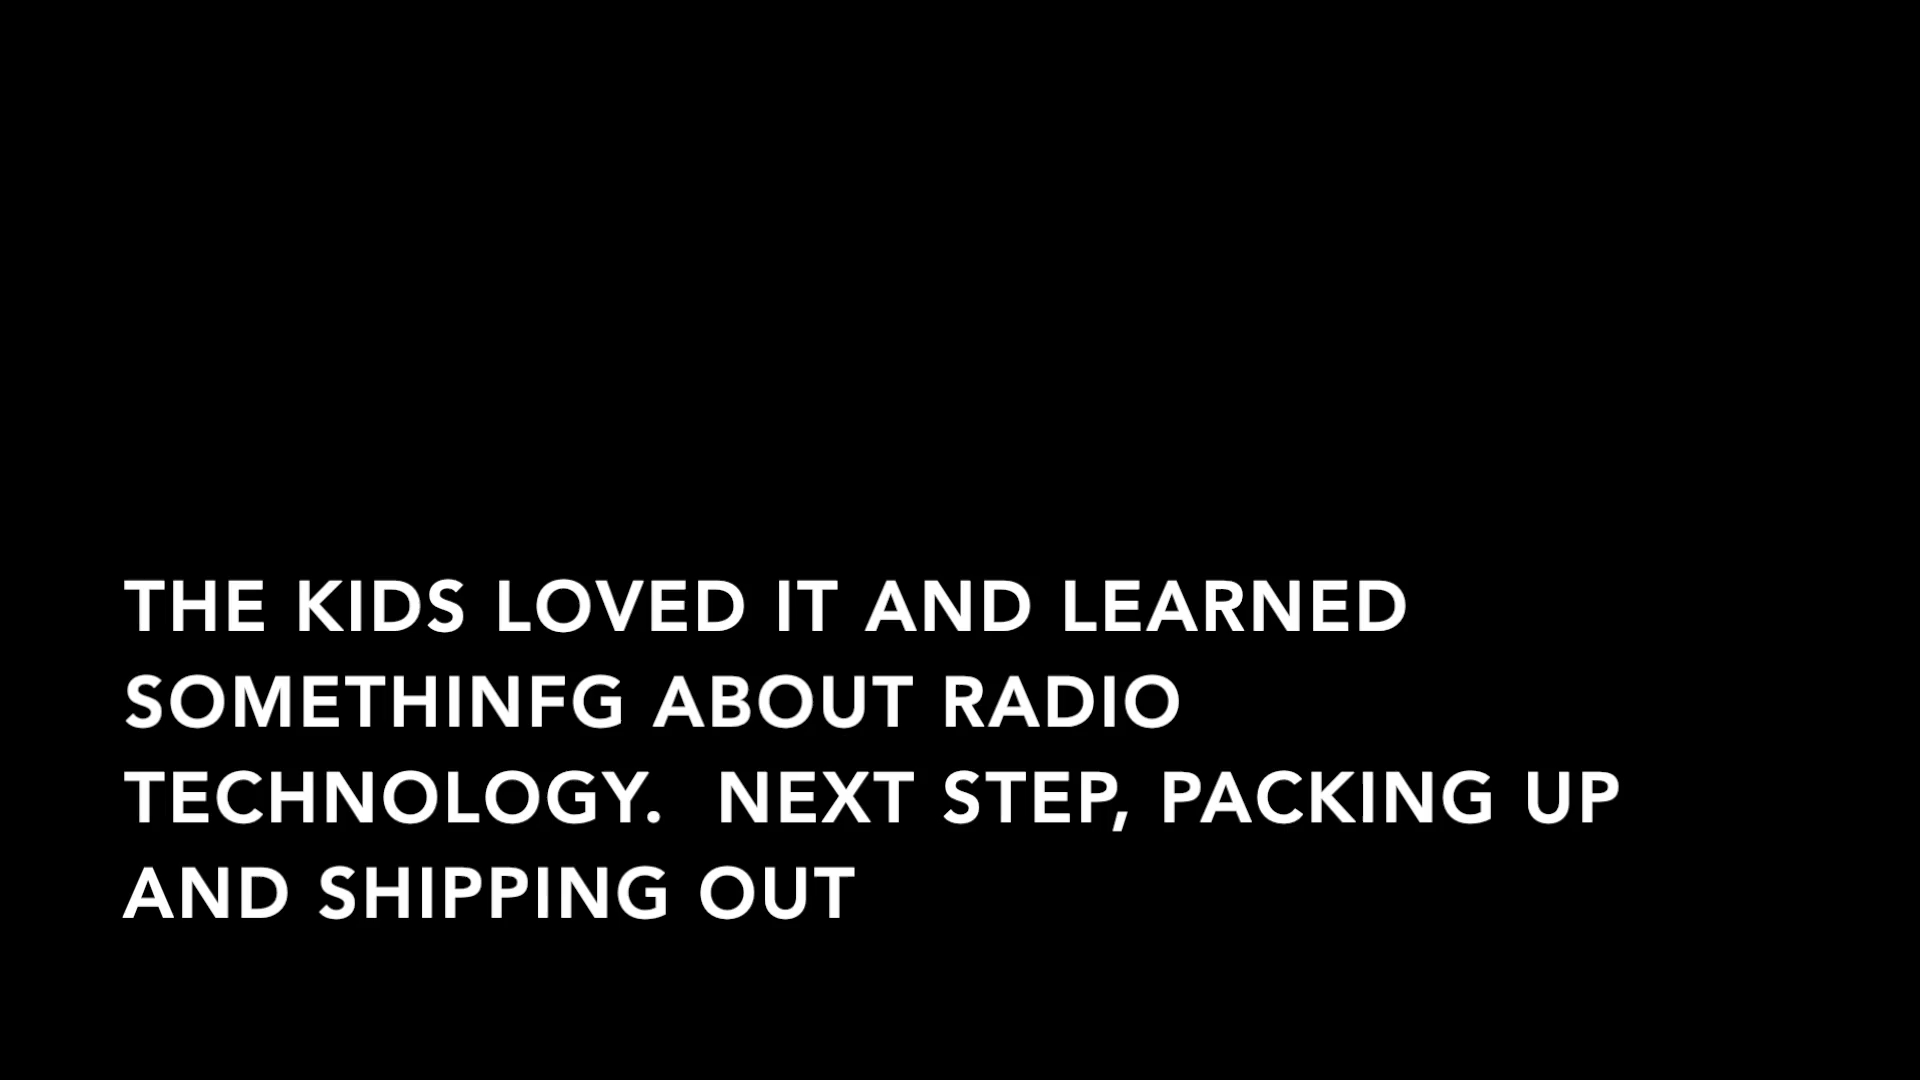 THE KIDS LOVED IT AND LEARNED
SOMETHINFG ABOUT RADIO
TECHNOLOGY.  NEXT STEP, PACKING UP
AND SHIPPING OUT